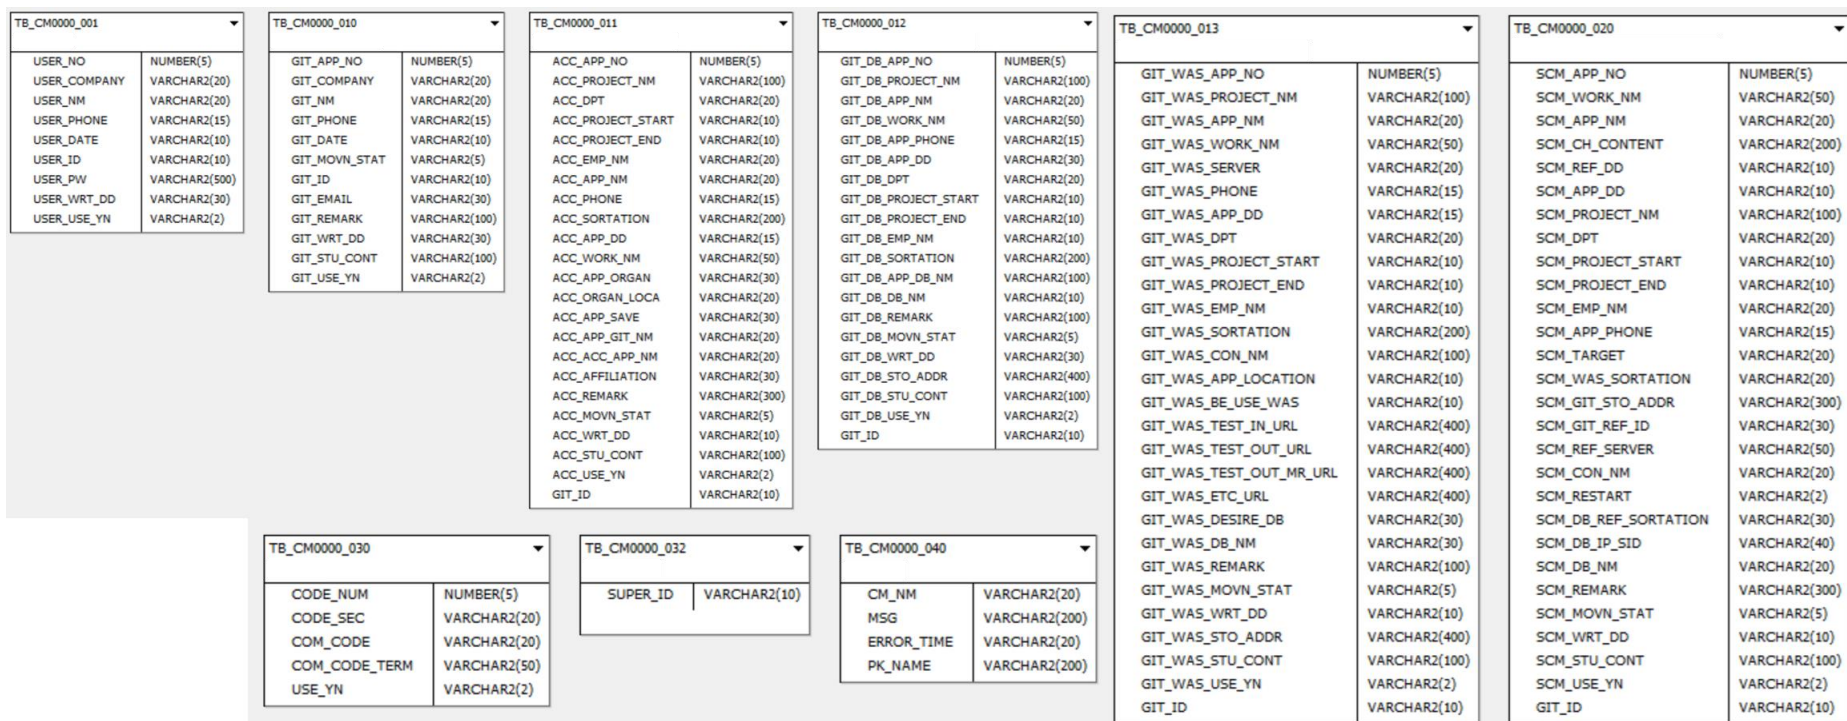 TB_CM0000_001
USER_NO NUMBER(5)
USER_COMPANY VARCHAR2(20)
USER_NM VARCHAR2(20)
USER_PHONE VARCHAR2(15)
USER_DATE VARCHAR2(10)
USER_ID VARCHAR2(10)
USER_PW VARCHAR2(500)
USER_WRT_DD VARCHAR2(30)
USER_USE_YN VARCHAR2(2)
TB_CM0000_010
GIT_APP_NO NUMBER(5)
GIT_COMPANY VARCHAR2(20)
GIT_NM VARCHAR2(20)
GIT_PHONE VARCHAR2(15)
GIT_DATE VARCHAR2(10)
GIT_MOVN_STAT VARCHAR2(5)
GIT_ID VARCHAR2(10)
GIT_EMAIL VARCHAR2(30)
GIT_REMARK VARCHAR2(100)
GIT_WRT_DD VARCHAR2(30)
GIT_STU_CONT VARCHAR2(100)
GIT_USE_YN VARCHAR2(2)
TB_CM0000_011
ACC_APP_NO NUMBER(5)
ACC_PROJECT_NM VARCHAR2(100)
ACC_DPT VARCHAR2(20)
ACC_PROJECT_START VARCHAR2(10)
ACC_PROJECT_END VARCHAR2(10)
ACC_EMP_NM VARCHAR2(20)
ACC_APP_NM VARCHAR2(20)
ACC_PHONE VARCHAR2(15)
ACC_SORTATION VARCHAR2(200)
ACC_APP_DD VARCHAR2(15)
ACC_WORK_NM VARCHAR2(50)
ACC_APP_ORGAN VARCHAR2(30)
ACC_ORGAN_LOCA VARCHAR2(20)
ACC_APP_SAVE VARCHAR2(30)
ACC_APP_GIT_NM VARCHAR2(20)
ACC_ACC_APP_NM VARCHAR2(20)
ACC_AFFILIATION VARCHAR2(30)
ACC_REMARK VARCHAR2(300)
ACC_MOVN_STAT VARCHAR2(5)
ACC_WRT_DD VARCHAR2(10)
ACC_STU_CONT VARCHAR2(100)
ACC_USE_YN VARCHAR2(2)
GIT_ID VARCHAR2(10)
TB_CM0000_012
GIT_DB_APP_NO NUMBER(5)
GIT_DB_PROJECT_NM VARCHAR2(100)
GIT_DB_APP_NM VARCHAR2(20)
GIT_DB_WORK_NM VARCHAR2(50)
GIT_DB_APP_PHONE VARCHAR2(15)
GIT_DB_APP_DD VARCHAR2(30)
GIT_DB_DPT VARCHAR2(20)
GIT_DB_PROJECT_START VARCHAR2(10)
GIT_DB_PROJECT_END VARCHAR2(10)
GIT_DB_EMP_NM VARCHAR2(10)
GIT_DB_SORTATION VARCHAR2(200)
GIT_DB_APP_DB_NM VARCHAR2(100)
GIT_DB_DB_NM VARCHAR2(10)
GIT_DB_REMARK VARCHAR2(100)
GIT_DB_MOVN_STAT VARCHAR2(5)
GIT_DB_WRT_DD VARCHAR2(30)
GIT_DB_STO_ADDR VARCHAR2(400)
GIT_DB_STU_CONT VARCHAR2(100)
GIT_DB_USE_YN VARCHAR2(2)
GIT_ID VARCHAR2(10)
TB_CM0000_013
GIT_WAS_APP_NO NUMBER(5)
GIT_WAS_PROJECT_NM VARCHAR2(100)
GIT_WAS_APP_NM VARCHAR2(20)
GIT_WAS_WORK_NM VARCHAR2(50)
GIT_WAS_SERVER VARCHAR2(20)
GIT_WAS_PHONE VARCHAR2(15)
GIT_WAS_APP_DD VARCHAR2(15)
GIT_WAS_DPT VARCHAR2(20)
GIT_WAS_PROJECT_START VARCHAR2(10)
GIT_WAS_PROJECT_END VARCHAR2(10)
GIT_WAS_EMP_NM VARCHAR2(10)
GIT_WAS_SORTATION VARCHAR2(200)
GIT_WAS_CON_NM VARCHAR2(100)
GIT_WAS_APP_LOCATION VARCHAR2(10)
GIT_WAS_BE_USE_WAS VARCHAR2(10)
GIT_WAS_TEST_IN_URL VARCHAR2(400)
GIT_WAS_TEST_OUT_URL VARCHAR2(400)
GIT_WAS_TEST_OUT_MR_URL VARCHAR2(400)
GIT_WAS_ETC_URL VARCHAR2(400)
GIT_WAS_DESIRE_DB VARCHAR2(30)
GIT_WAS_DB_NM VARCHAR2(30)
GIT_WAS_REMARK VARCHAR2(100)
GIT_WAS_MOVN_STAT VARCHAR2(5)
GIT_WAS_WRT_DD VARCHAR2(10)
GIT_WAS_STO_ADDR VARCHAR2(400)
GIT_WAS_STU_CONT VARCHAR2(100)
GIT_WAS_USE_YN VARCHAR2(2)
GIT_ID VARCHAR2(10)
TB_CM0000_020
SCM_APP_NO NUMBER(5)
SCM_WORK_NM VARCHAR2(50)
SCM_APP_NM VARCHAR2(20)
SCM_CH_CONTENT VARCHAR2(200)
SCM_REF_DD VARCHAR2(10)
SCM_APP_DD VARCHAR2(10)
SCM_PROJECT_NM VARCHAR2(100)
SCM_DPT VARCHAR2(20)
SCM_PROJECT_START VARCHAR2(10)
SCM_PROJECT_END VARCHAR2(10)
SCM_EMP_NM VARCHAR2(20)
SCM_APP_PHONE VARCHAR2(15)
SCM_TARGET VARCHAR2(20)
SCM_WAS_SORTATION VARCHAR2(20)
SCM_GIT_STO_ADDR VARCHAR2(300)
SCM_GIT_REF_ID VARCHAR2(30)
SCM_REF_SERVER VARCHAR2(50)
SCM_CON_NM VARCHAR2(20)
SCM_RESTART VARCHAR2(2)
SCM_DB_REF_SORTATION VARCHAR2(30)
SCM_DB_IP_SID VARCHAR2(40)
SCM_DB_NM VARCHAR2(20)
SCM_REMARK VARCHAR2(300)
SCM_MOVN_STAT VARCHAR2(5)
SCM_WRT_DD VARCHAR2(10)
SCM_STU_CONT VARCHAR2(100)
SCM_USE_YN VARCHAR2(2)
GIT_ID VARCHAR2(10)
TB_CM0000_030
CODE_NUM NUMBER(5)
CODE_SEC VARCHAR2(20)
COM_CODE VARCHAR2(20)
COM_CODE_TERM VARCHAR2(50)
USE_YN VARCHAR2(2)
TB_CM0000_032
SUPER_ID VARCHAR2(10)
TB_CM0000_040
CM_NM VARCHAR2(20)
MSG VARCHAR2(200)
ERROR_TIME VARCHAR2(20)
PK_NAME VARCHAR2(200)